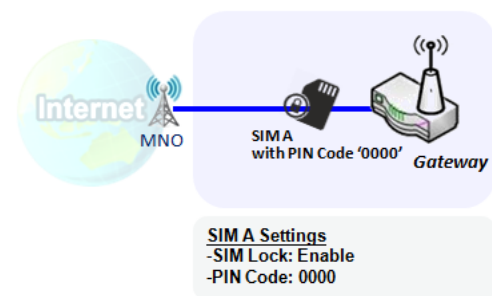 Internet
MNO
SIM A
with PIN Code ‘0000’
Gateway
SIM A Settings
-SIM Lock: Enable
-PIN Code: 0000